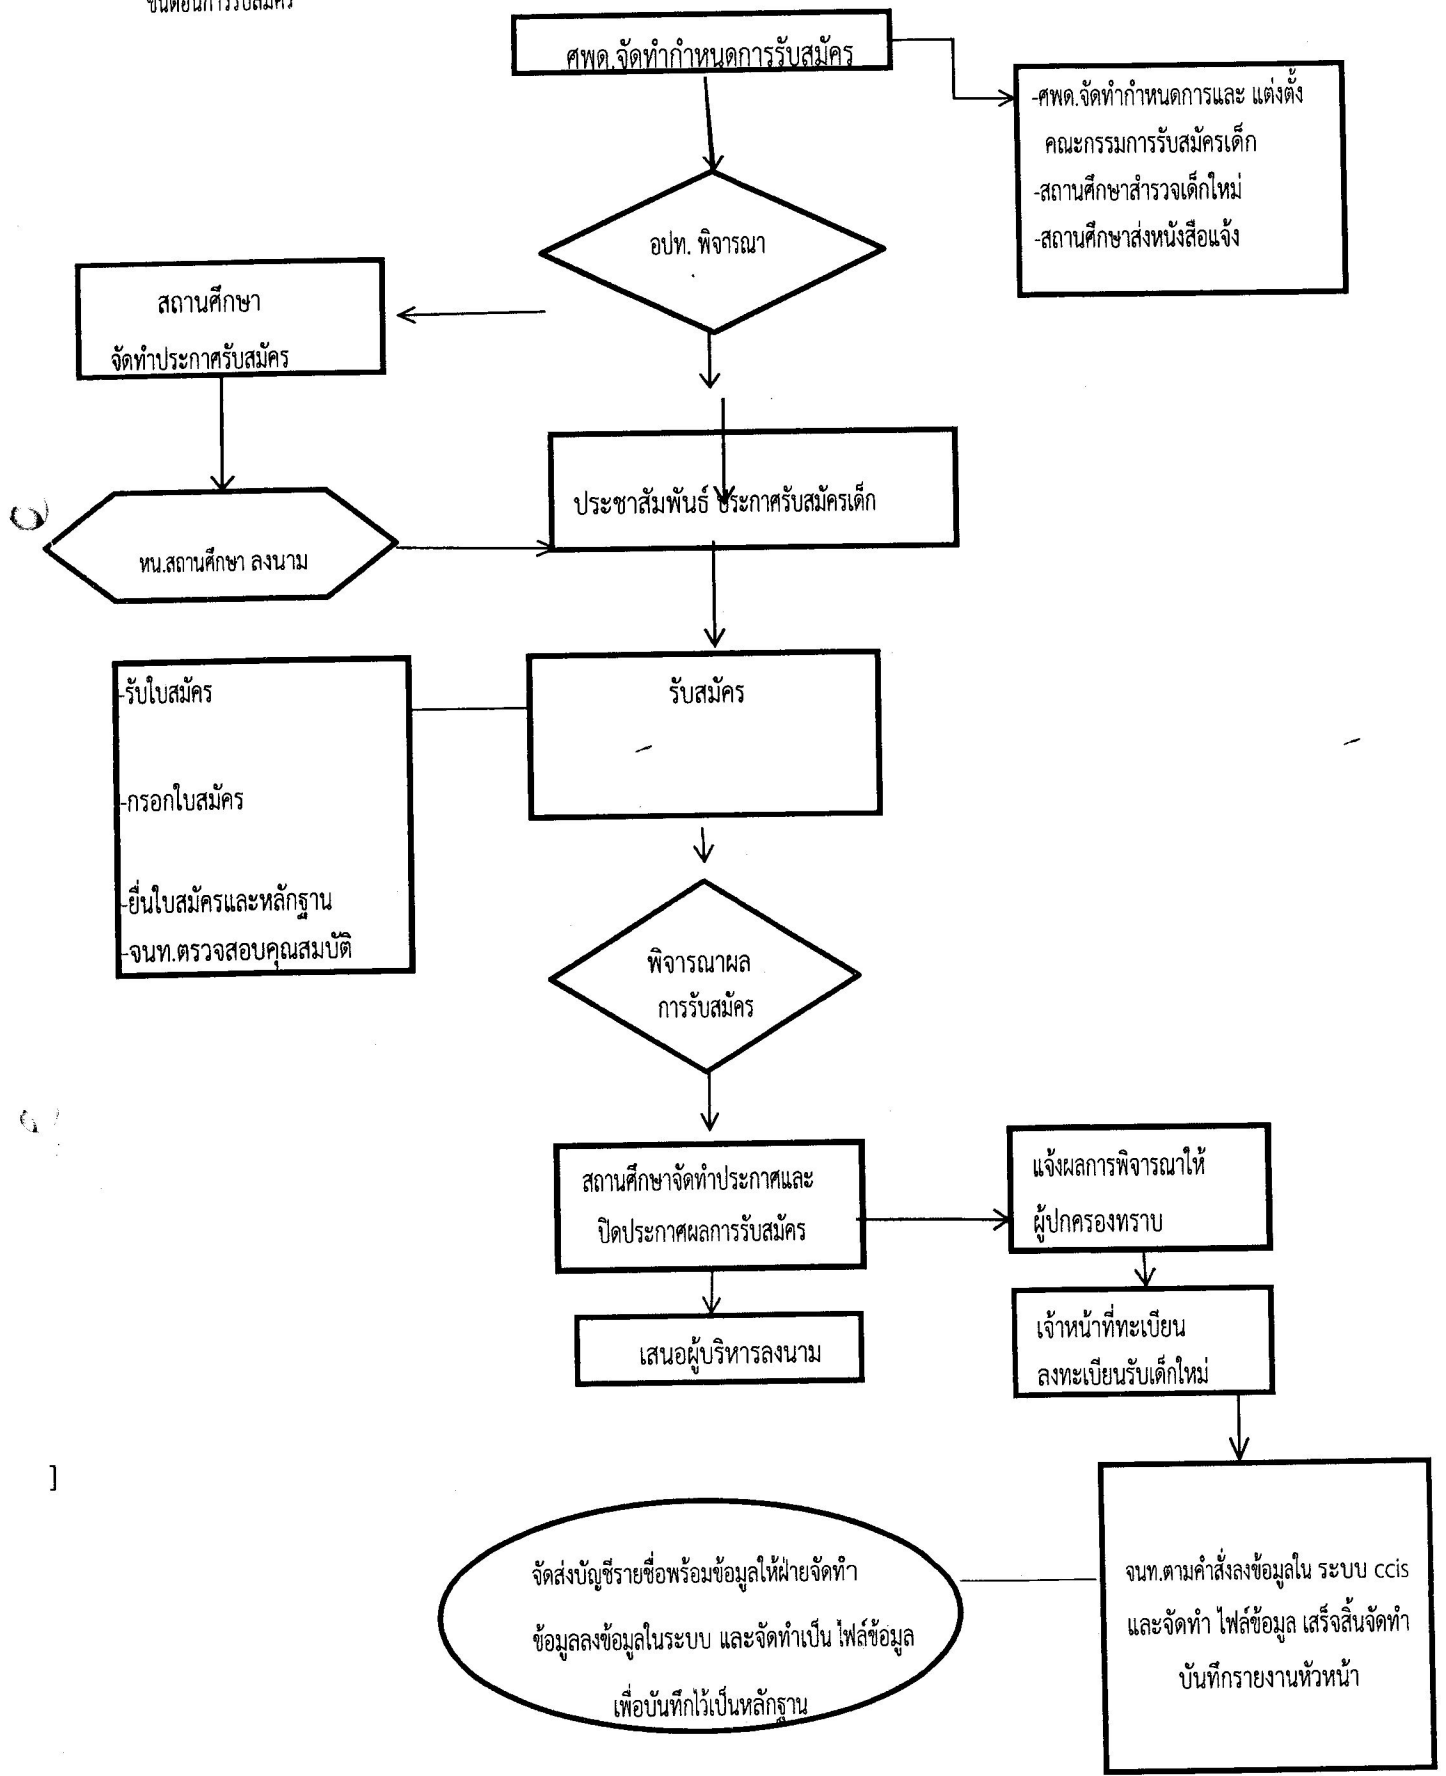 ขั้นตอนการรับสมัคร
ศพด.จัดทำกำหนดการรับสมัคร
-ศพด.จัดทำกำหนดการและ แต่งตั้ง
คณะกรรมการรับสมัครเด็ก
-สถานศึกษาสำรวจเด็กใหม่
-สถานศึกษาส่งหนังสือแจ้ง
อปท. พิจารณา
สถานศึกษา
จัดทำประกาศรับสมัคร
ประชาสัมพันธ์ ประกาศรับสมัครเด็ก
หน.สถานศึกษา ลงนาม
รับสมัคร
-รับใบสมัคร
-กรอกใบสมัคร
-ยื่นใบสมัครและหลักฐาน
-จนท.ตรวจสอบคุณสมบัติ
พิจารณาผล
การรับสมัคร
สถานศึกษาจัดทำประกาศและ
ปิดประกาศผลการรับสมัคร
แจ้งผลการพิจารณาให้
ผู้ปกครองทราบ
เสนอผู้บริหารลงนาม
เจ้าหน้าที่ทะเบียน
ลงทะเบียนรับเด็กใหม่
]
จัดส่งบัญชีรายชื่อพร้อมข้อมูลให้ฝ่ายจัดทำ
ข้อมูลลงข้อมูลในระบบ และจัดทำเป็น ไฟล์ข้อมูล
เพื่อบันทึกไว้เป็นหลักฐาน
จนท.ตามคำสั่งลงข้อมูลใน ระบบ ccis
และจัดทำ ไฟล์ข้อมูล เสร็จสิ้นจัดทำ
บันทึกรายงานหัวหน้า